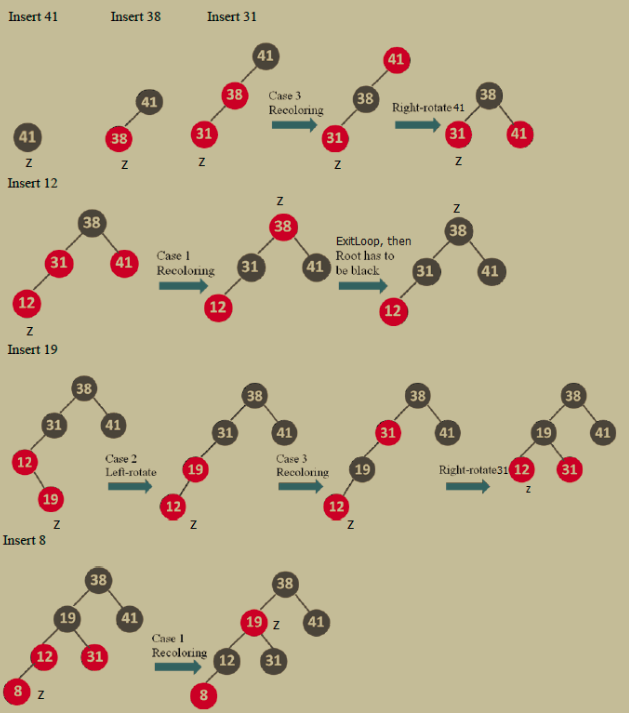 Insert 41 Insert 38 Insert 31
41
Z
41
38
Z
41
38
31
Z
Case 3
Recoloring
41
38
31
Z
Right-rotate 41
38
31 41
Z
Insert 12
38
31 41
12
Z
Case 1
Recoloring
Z
38
31 41
12
ExitLoop, then
Root has to
be black
Z
38
31 41
12
Insert 19
38
31 41
12
19
Z
Case 2
Left-rotate
38
31 41
19
12
Z
Case 3
Recoloring
38
31 41
19
12
Z
Right-rotate31
38
19 41
12 31
z
Insert 8
38
19 41
12 31
8 Z
Case 1
Recoloring
38
19 Z 41
12 31
8